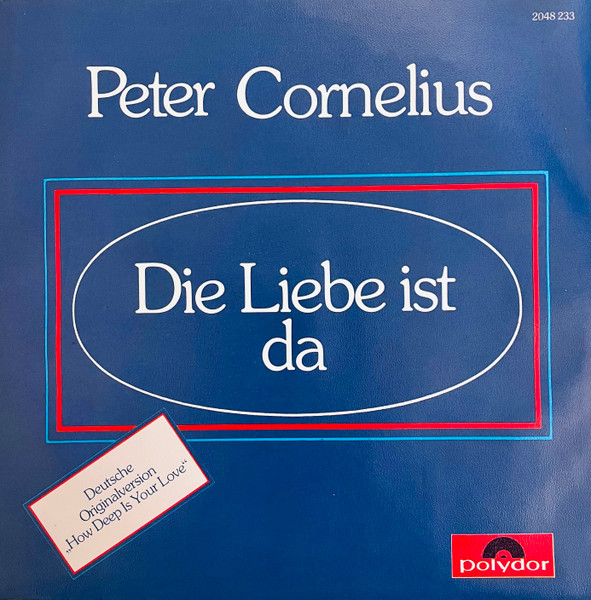 2048 233
Peter Cornelius
Die Liebe ist
da
Deutsche
Originalversion
„How Deep Is Your Love“
polydor